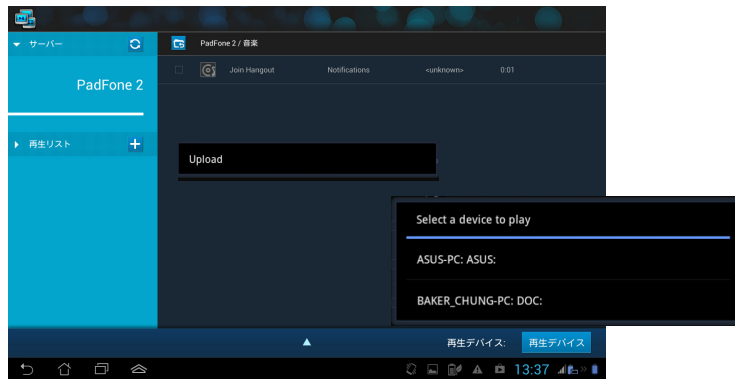 サーバー
PadFone 2 / 音楽
Join Hangout Notifications <unknown> 0:01
PadFone 2
再生リスト
Upload
Select a device to play
ASUS-PC: ASUS:
BAKER_CHUNG-PC: DOC:
再生デバイス: 再生デバイス
13:37